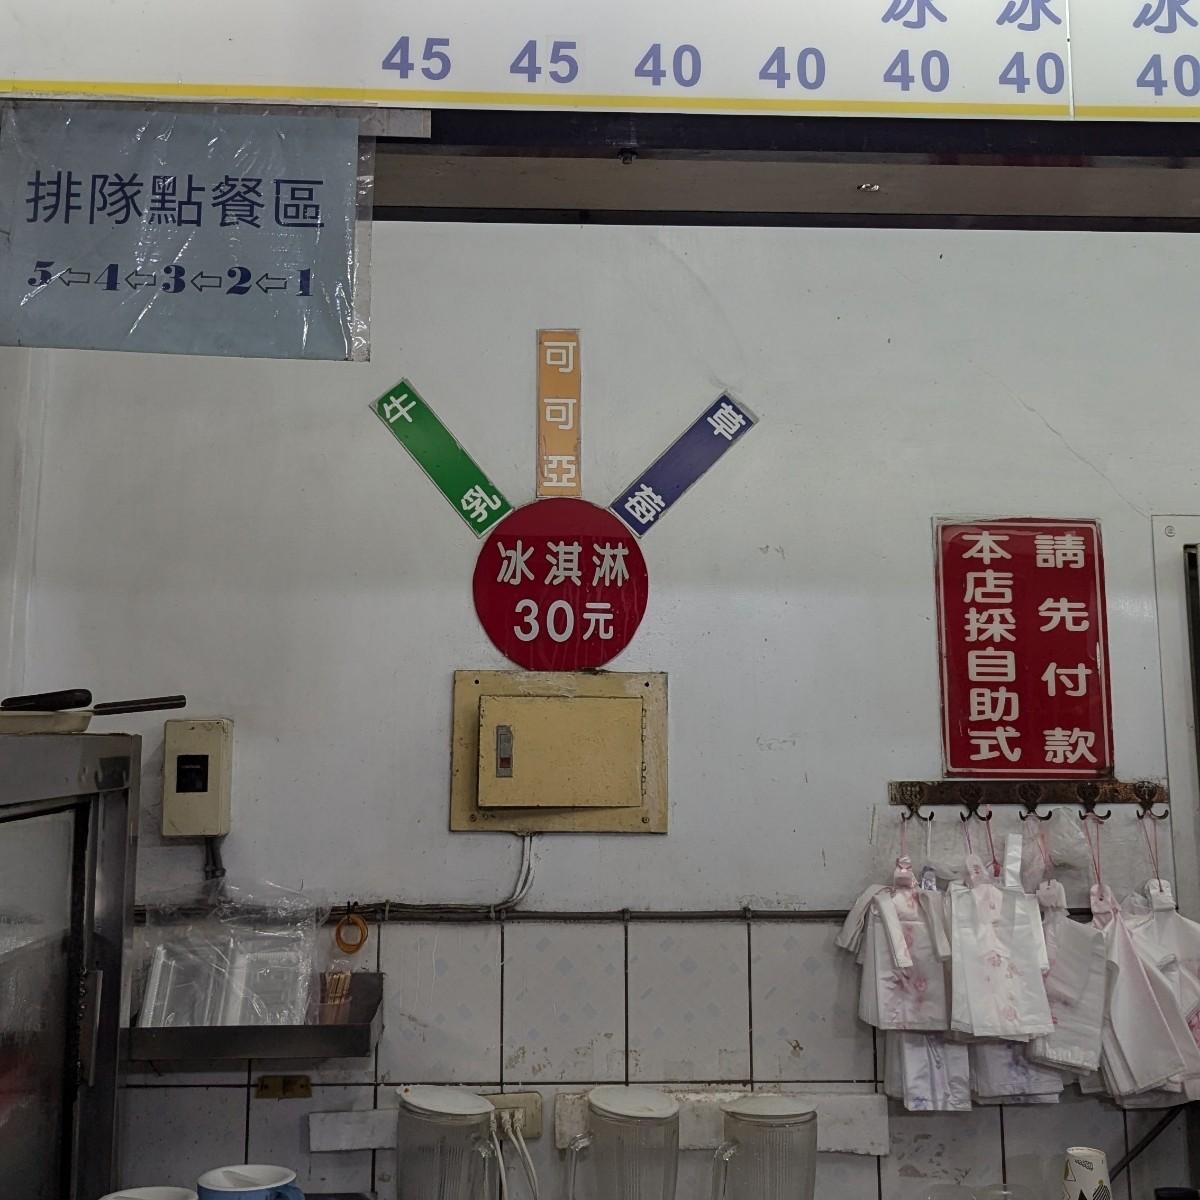 冰 冰 冰
45 45 40 40 40 40 40
排隊點餐區
5⇦4⇦3⇦2⇦1
牛乳
可可亞
草莓
冰淇淋
30元
請先付款
本店採自助式